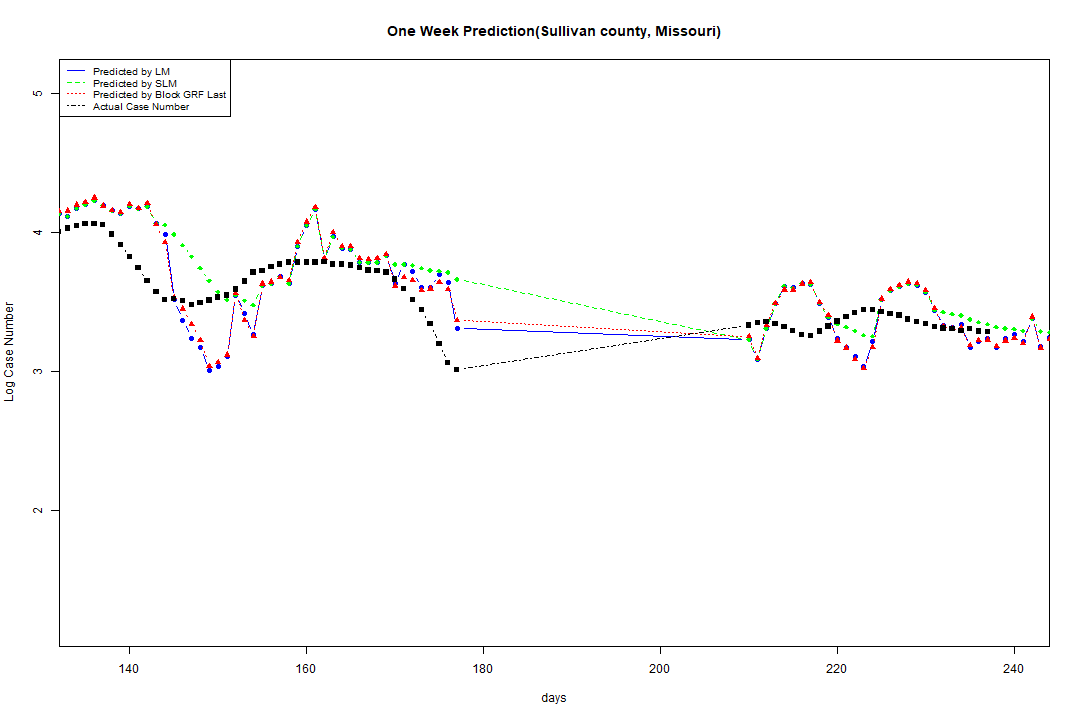 One Week Prediction(Sullivan county, Missouri)
Predicted by LM
Predicted by SLM
Predicted by Block GRF Last
Actual Case Number
5
4
3
2
Log Case Number
140 160 180 200 220 240
days